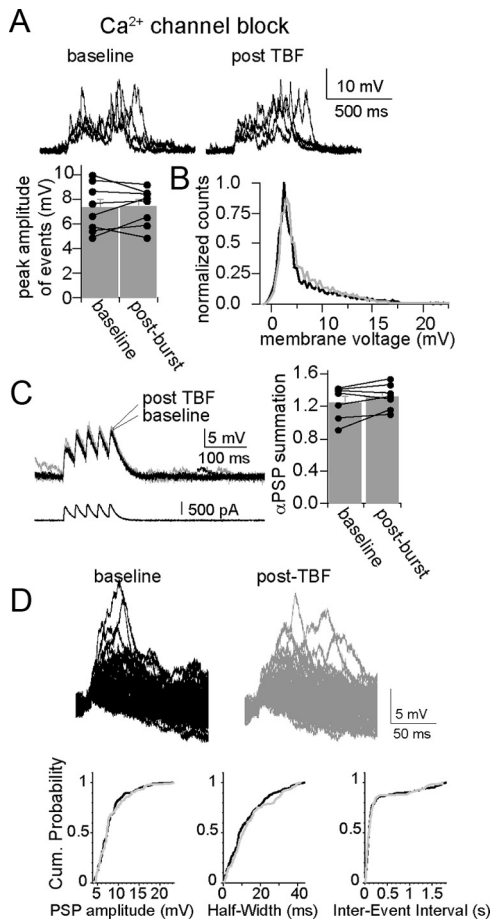 A
Ca2+ channel block
baseline
post TBF
10 mV
500 ms
peak amplitude
of events (mV)
10
8
6
4
2
0
baseline
post-burst
B
normalized counts
1.0
0.75
0.5
0.25
0
0
5
10
15
20
membrane voltage (mV)
C
post TBF
baseline
5 mV
100 ms
500 pA
αPSP summation
1.6
1.2
0.8
0.4
0.0
baseline
post-burst
D
baseline
post-TBF
5 mV
50 ms
Cum. Probability
1
0.5
0
5
10
15
20
PSP amplitude (mV)
1
0.5
0
0
20
40
Half-Width (ms)
1
0.5
0
0
0.5
1
1.5
Inter-Event Interval (s)